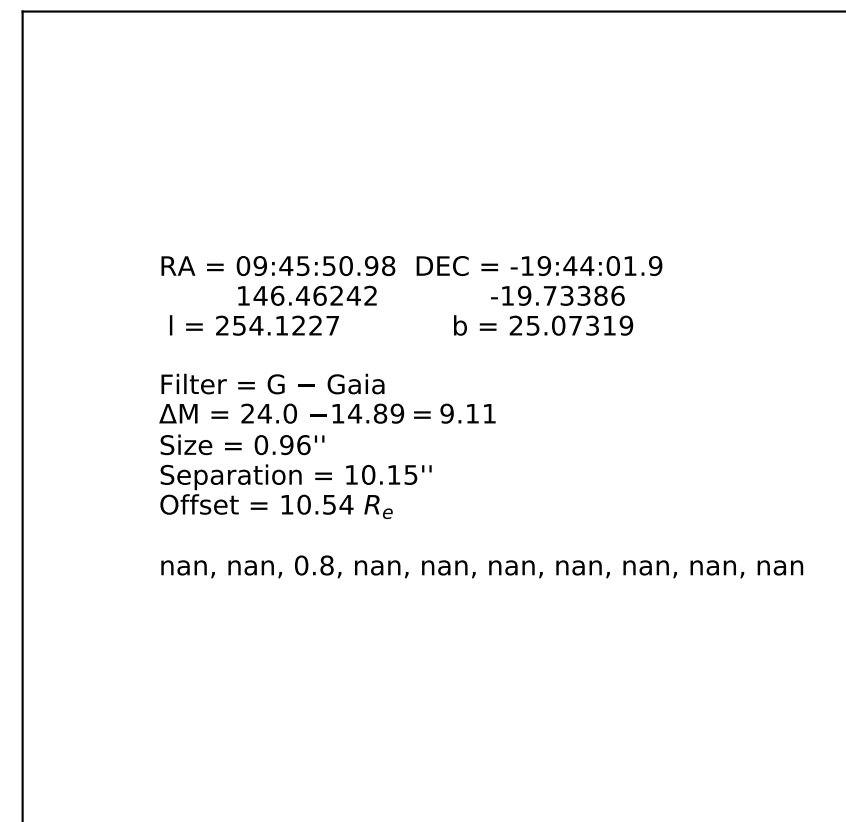 RA = 09:45:50.98 DEC = -19:44:01.9
146.46242 -19.73386
l = 254.1227 b = 25.07319
Filter = G − Gaia
ΔM = 24.0 −14.89 = 9.11
Size = 0.96''
Separation = 10.15''
Offset = 10.54 Rₑ
nan, nan, 0.8, nan, nan, nan, nan, nan, nan, nan